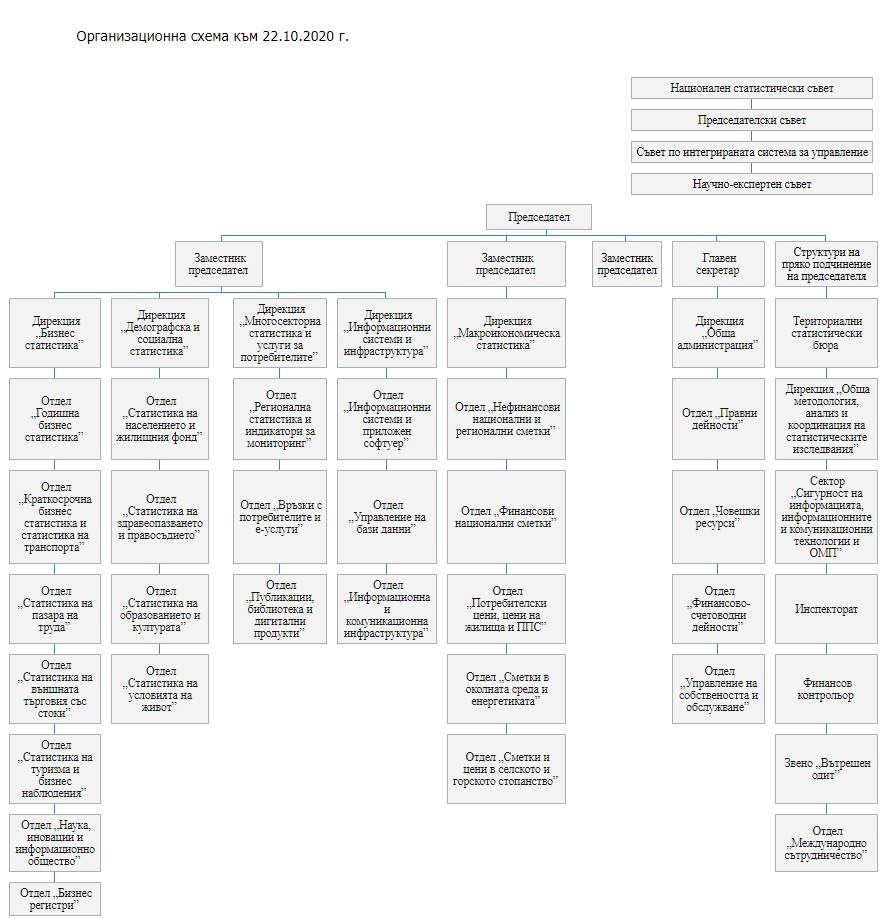 Организационна схема към 22.10.2020 г.
Национален статистически съвет
Председателски съвет
Съвет по интегрираната система за управление
Научно-експертен съвет
Председател
Заместник
председател
Заместник
председател
Заместник
председател
Главен
секретар
Структури на
пряко подчинение
на председателя
Дирекция
„Бизнес
статистика”
Отдел
„Годишна
бизнес
статистика”
Отдел
„Краткосрочна
бизнес
статистика и
статистика на
транспорта”
Отдел
„Статистика на
пазара на
труда”
Отдел
„Статистика на
външната
търговия със
стоки”
Отдел
„Статистика на
туризма и
бизнес
наблюдения”
Отдел „Наука,
иновации и
информационно
общество”
Отдел „Бизнес
регистри”
Дирекция
„Демографска и
социална
статистика”
Отдел
„Статистика на
населението и
жилищния фонд”
Отдел
„Статистика на
здравеопазването
и правосъдието”
Отдел
„Статистика на
образованието и
културата”
Отдел
„Статистика на
условията на
живот”
Дирекция
„Многосекторна
статистика и
услуги за
потребителите”
Отдел
„Регионална
статистика и
индикатори за
мониторинг”
Отдел „Връзки с
потребителите и
е-услуги”
Отдел
„Публикации,
библиотека и
дигитални
продукти”
Дирекция
„Информационни
системи и
инфраструктура”
Отдел
„Информационни
системи и
приложен
софтуер”
Отдел
„Управление на
бази данни”
Отдел
„Информационна
и
комуникационна
инфраструктура”
Дирекция
„Макроикономическа
статистика”
Отдел „Нефинансови
национални и
регионални сметки”
Отдел „Финансови
национални сметки”
Отдел
„Потребителски
цени, цени на
жилища и ППС”
Отдел „Сметки в
околната среда и
енергетиката”
Отдел „Сметки и
цени в селското и
горското стопанство”
Дирекция
„Обща
администрация”
Отдел „Правни
дейности”
Отдел „Човешки
ресурси”
Отдел
„Финансово-
счетоводни
дейности”
Отдел
„Управление на
собствеността и
обслужване”
Териториални
статистически
бюра
Дирекция „Обща
методология,
анализ и
координация на
статистическите
изследвания”
Сектор
„Сигурност на
информацията,
информационните
и комуникационни
технологии и
ОМП”
Инспекторат
Финансов
контрольор
Звено „Вътрешен
одит”
Отдел
„Международно
сътрудничество”